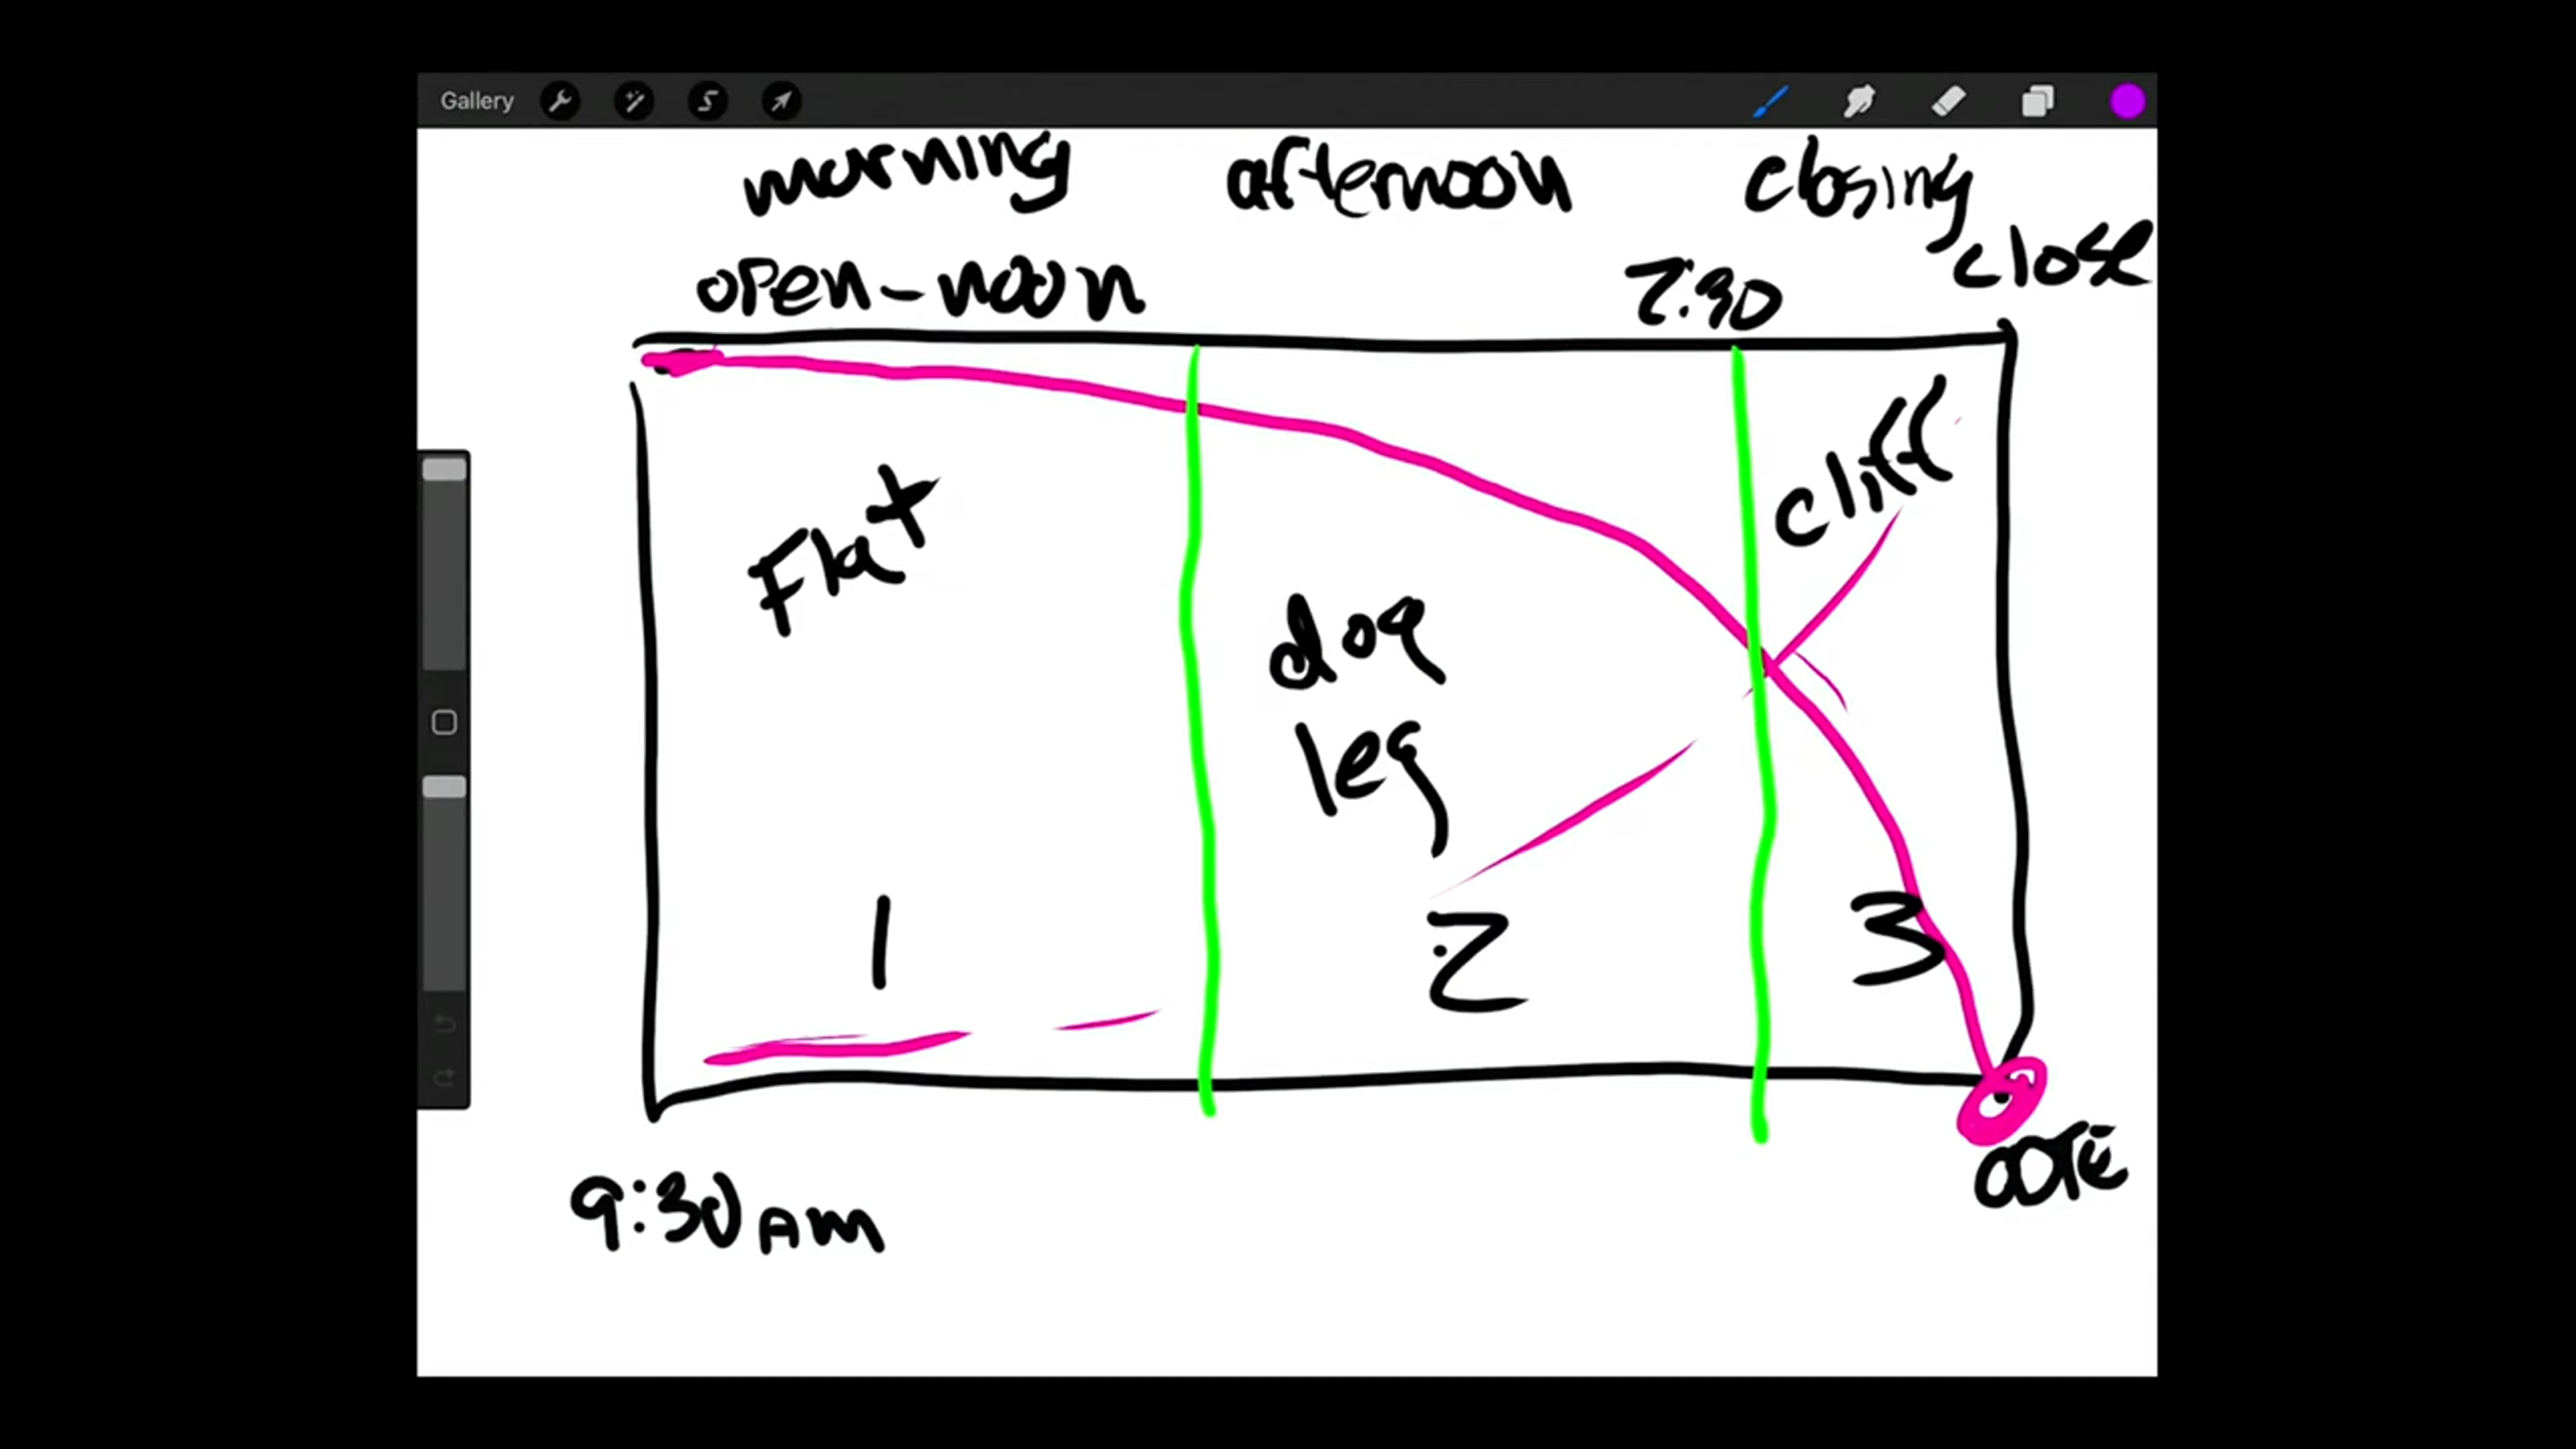 Gallery
morning afternoon closing
open-noon 2:30 close
Flat
dog
leg
cliff
1 2 3
9:30 AM
0DTE